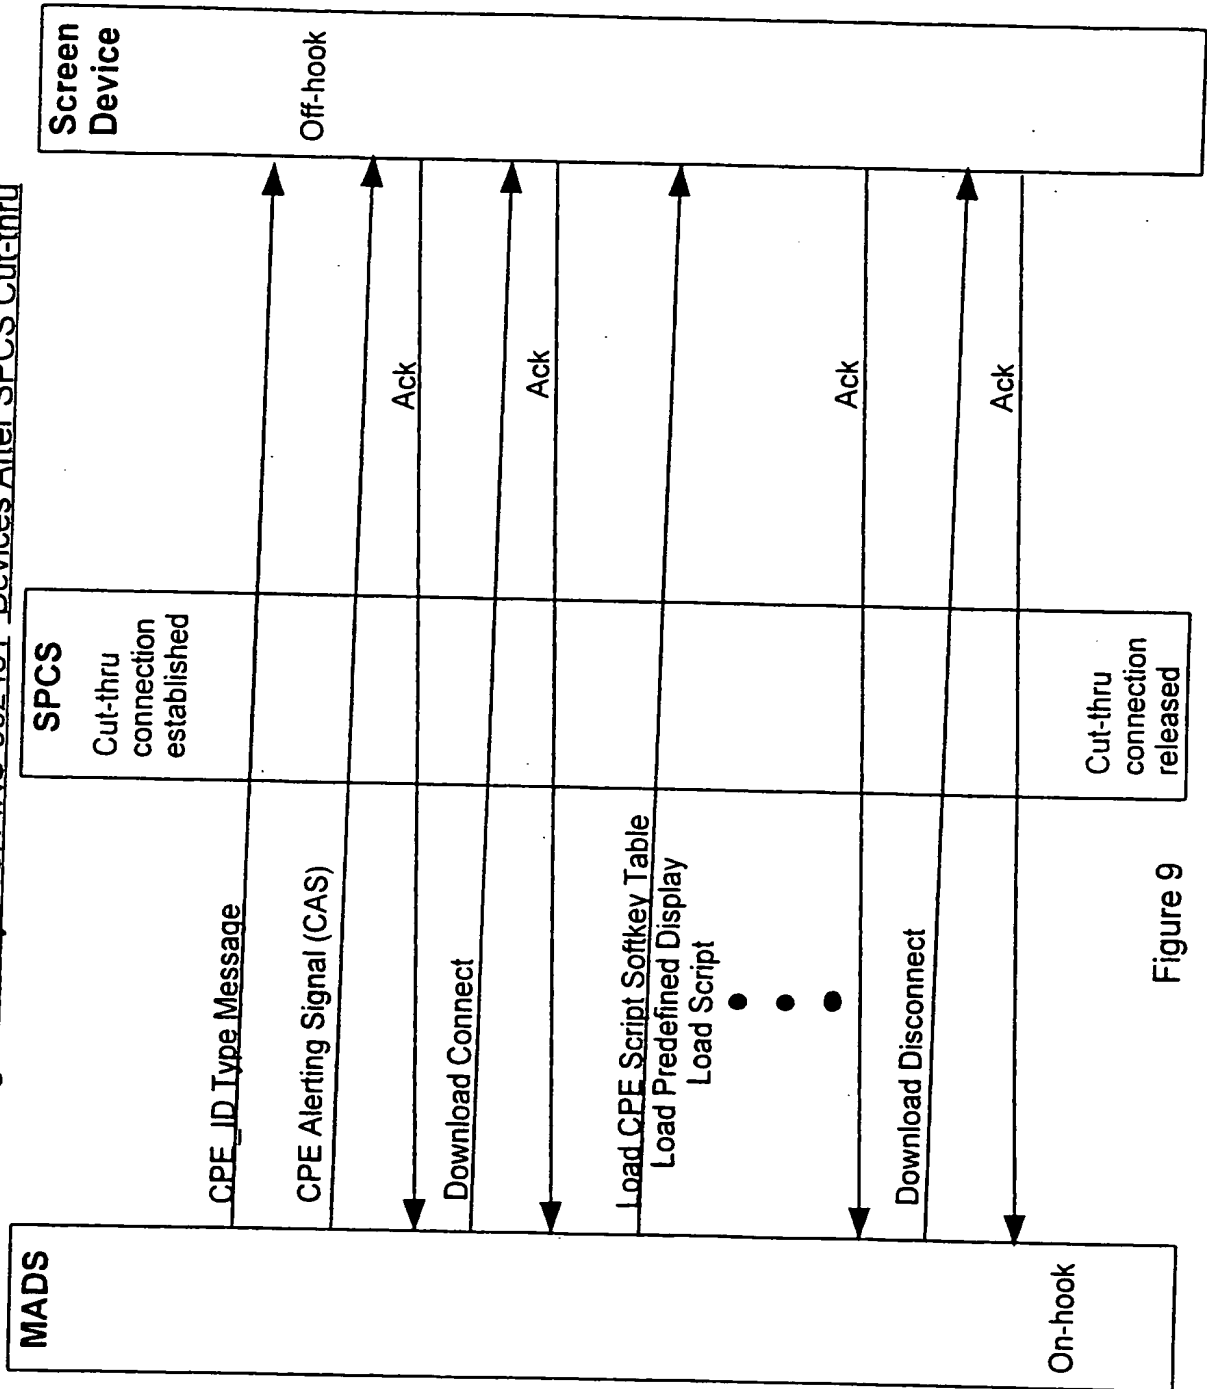 Devices After SPCS Cut-thru
MADS
SPCS
Screen
Device
Cut-thru
connection
established
CPE_ID Type Message
Off-hook
CPE Alerting Signal (CAS)
Ack
Download Connect
Ack
Load CPE Script Softkey Table
Load Predefined Display
Load Script
Ack
Download Disconnect
Ack
On-hook
Cut-thru
connection
released
Figure 9